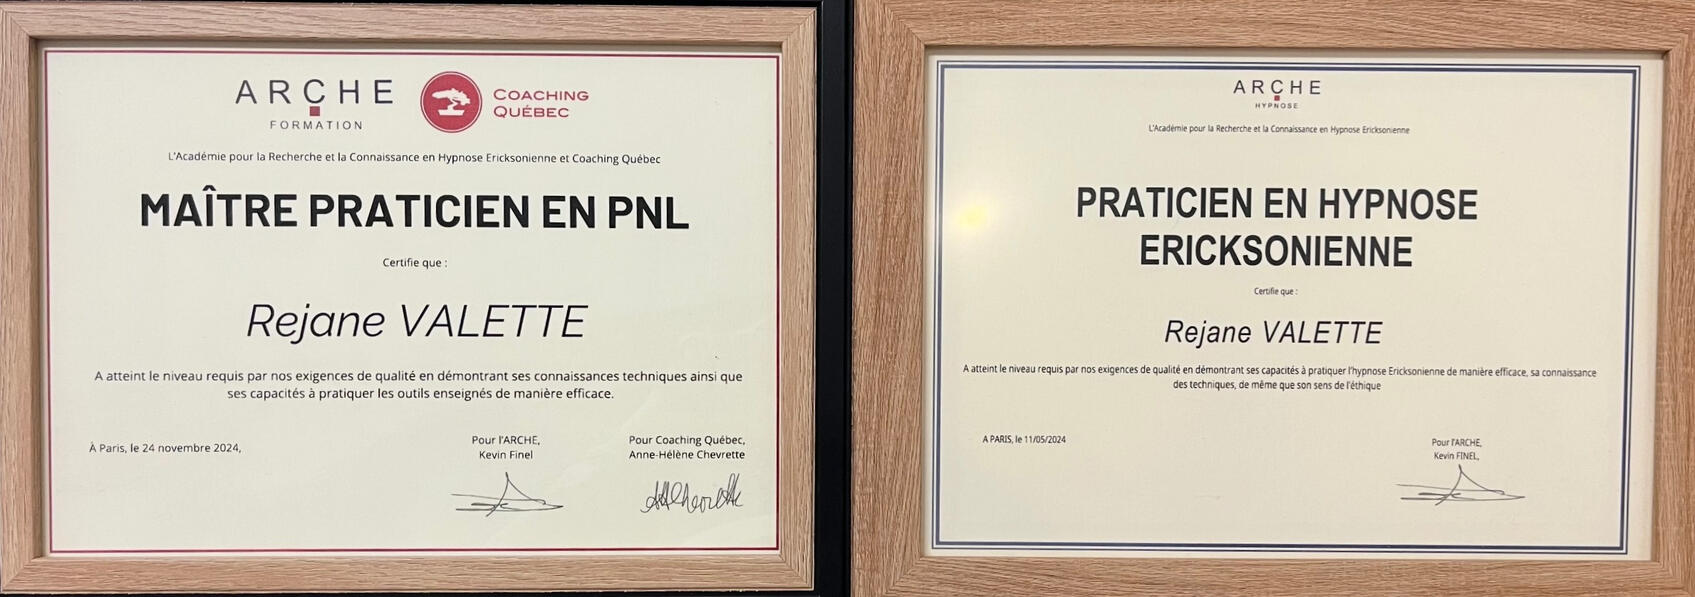 ARCHE
FORMATION
COACHING
QUÉBEC
L'Académie pour la Recherche et la Connaissance en Hypnose Ericksonienne et Coaching Québec
MAÎTRE PRATICIEN EN PNL
Certifie que :
Rejane VALETTE
A atteint le niveau requis par nos exigences de qualité en démontrant ses connaissances techniques ainsi que
ses capacités à pratiquer les outils enseignés de manière efficace.
À Paris, le 24 novembre 2024,
Pour l'ARCHE,
Kevin Finel
Pour Coaching Québec,
Anne-Hélène Chevrette
ARCHE
HYPNOSE
L'Académie pour la Recherche et la Connaissance en Hypnose Ericksonienne
PRATICIEN EN HYPNOSE
ERICKSONIENNE
Certifie que :
Rejane VALETTE
A atteint le niveau requis par nos exigences de qualité en démontrant ses capacités à pratiquer l'hypnose Ericksonienne de manière efficace, sa connaissance
des techniques, de même que son sens de l'éthique
A PARIS, le 11/05/2024
Pour l'ARCHE,
Kevin FINEL,